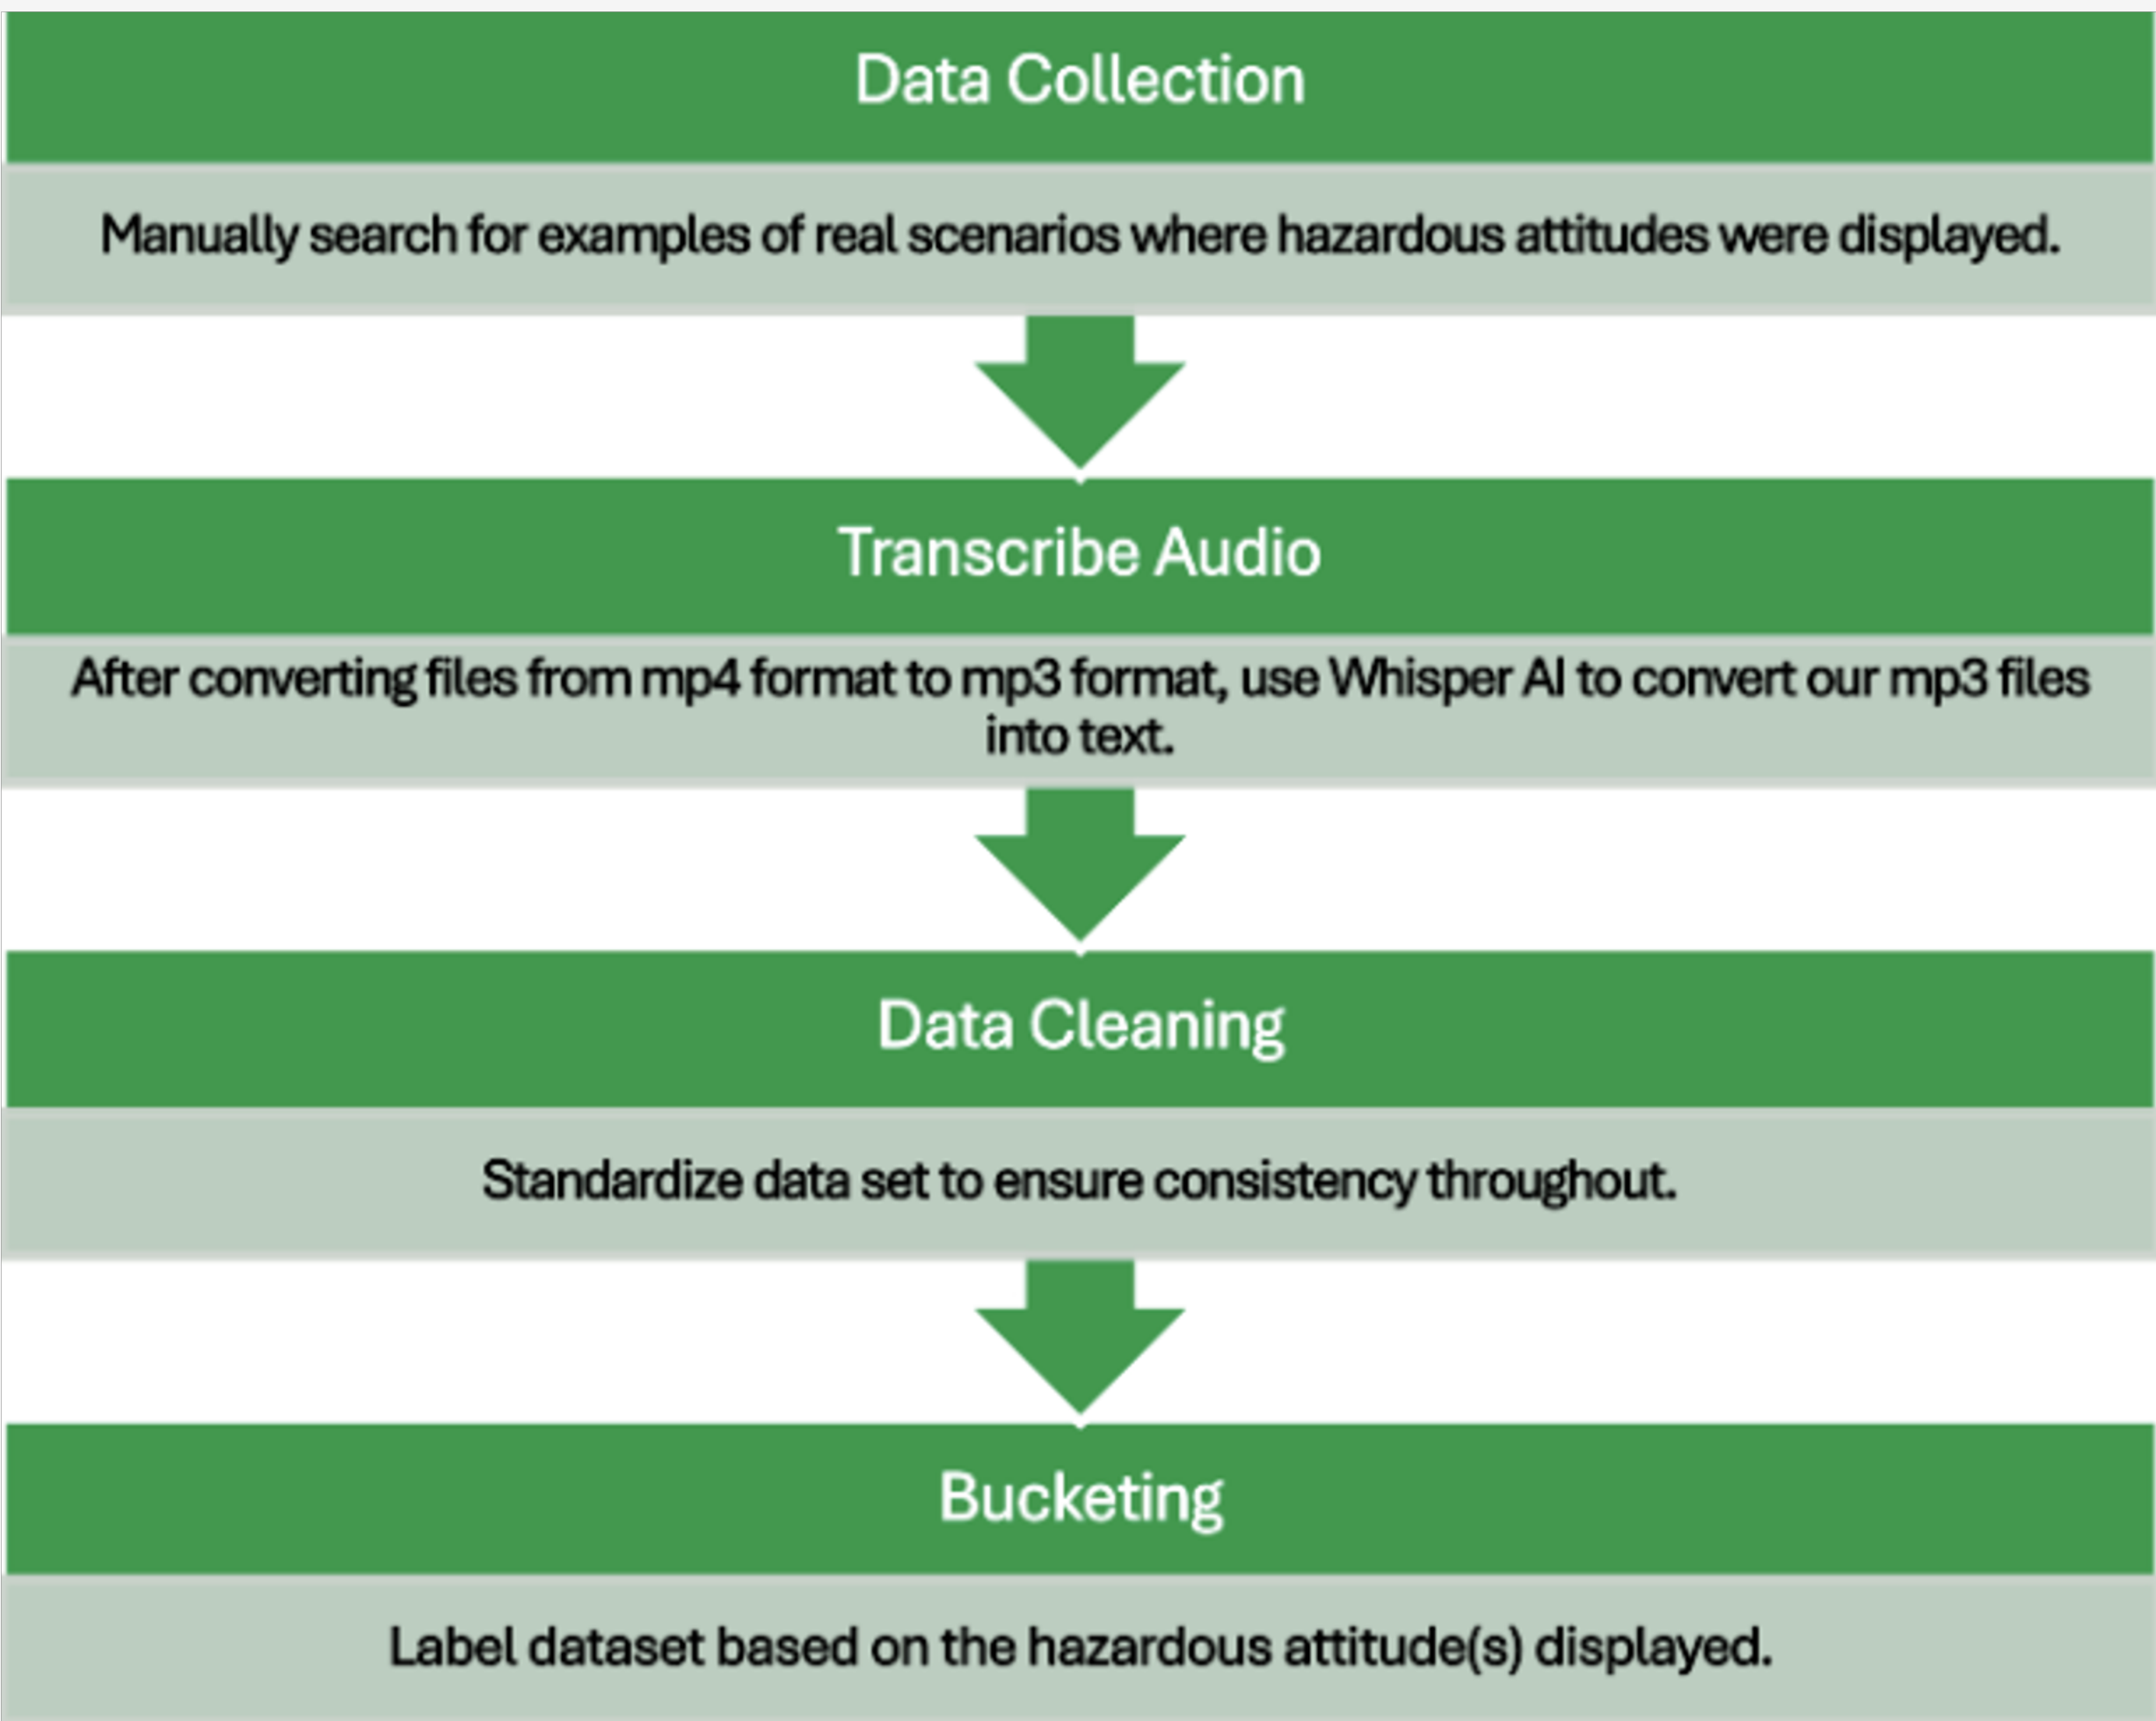 Data Collection
Manually search for examples of real scenarios where hazardous attitudes were displayed.
Transcribe Audio
After converting files from mp4 format to mp3 format, use Whisper AI to convert our mp3 files
into text.
Data Cleaning
Standardize data set to ensure consistency throughout.
Bucketing
Label dataset based on the hazardous attitude(s) displayed.